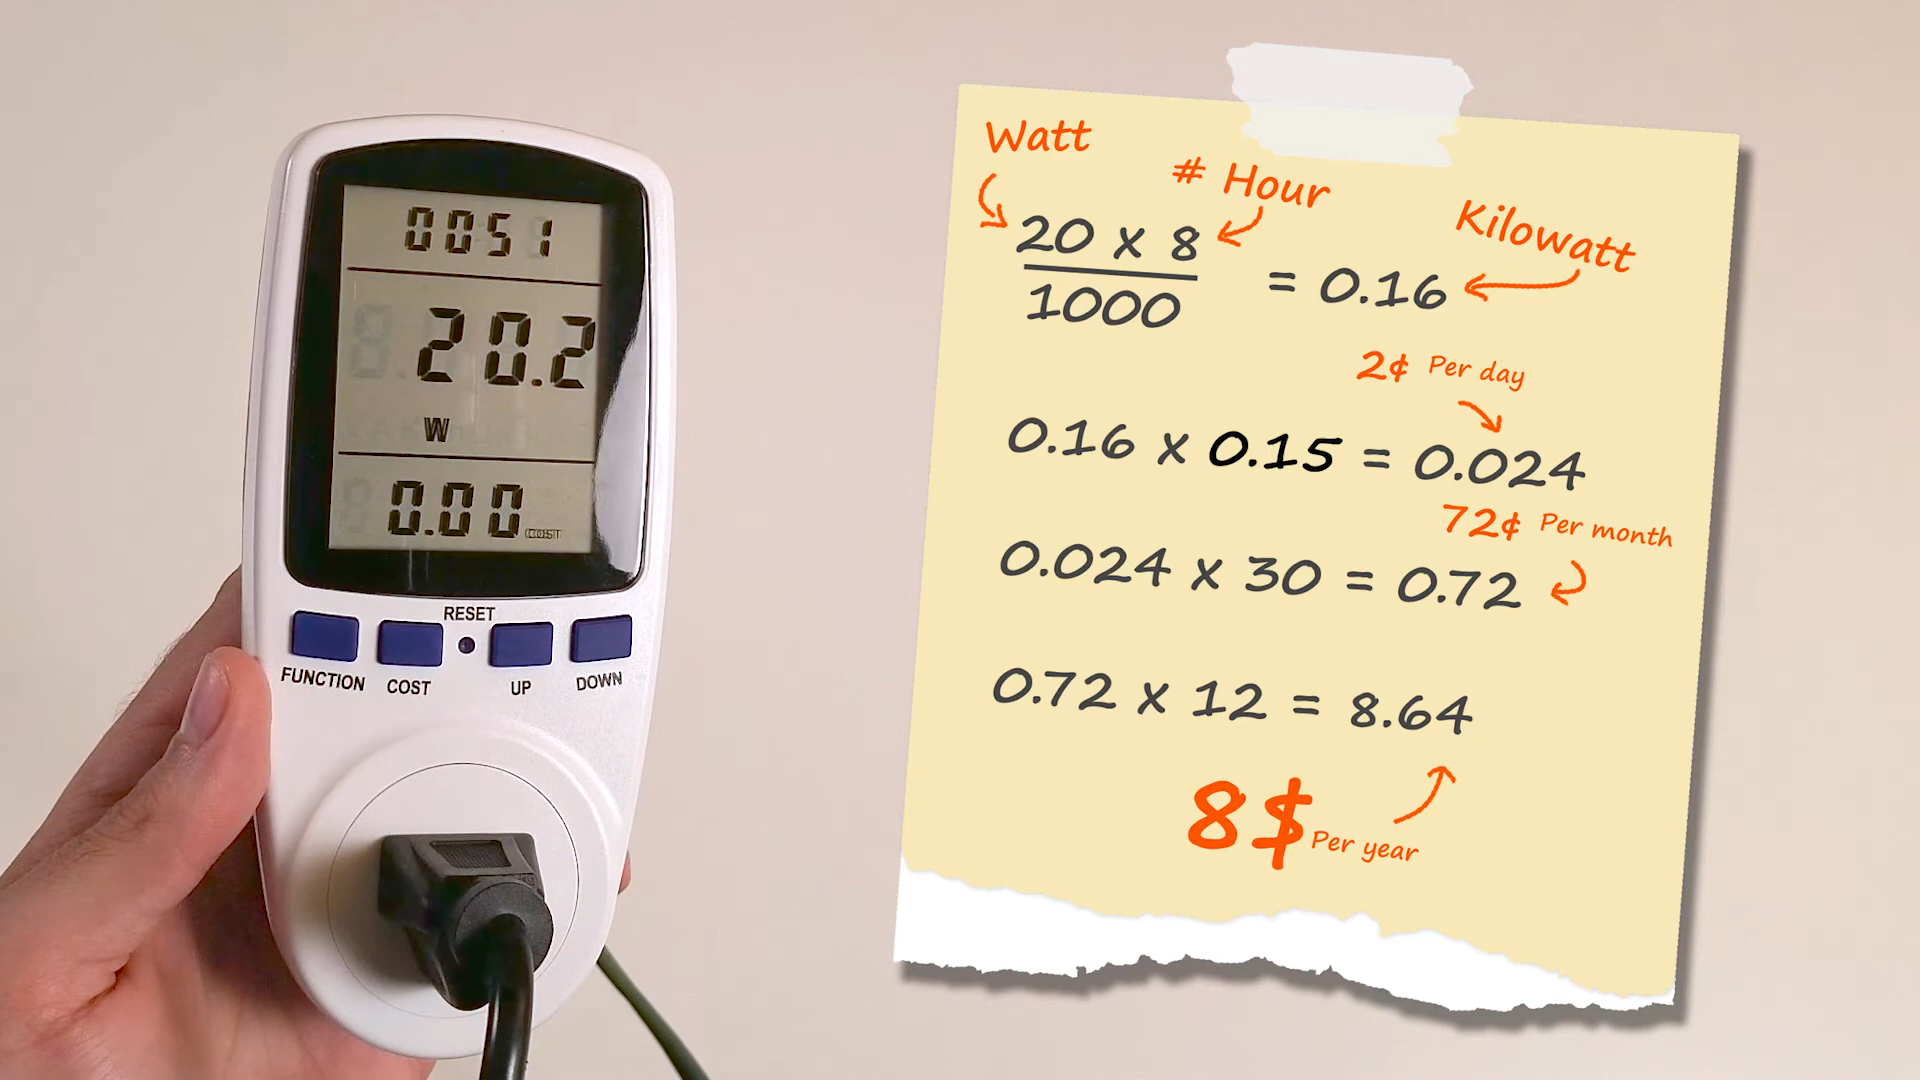 0051
20.2
W
0.00 COST
RESET
FUNCTION COST UP DOWN
Watt
# Hour
Kilowatt
20 x 8
1000
= 0.16
2¢ Per day
0.16 x 0.15 = 0.024
72¢ Per month
0.024 x 30 = 0.72
0.72 x 12 = 8.64
8$ Per year